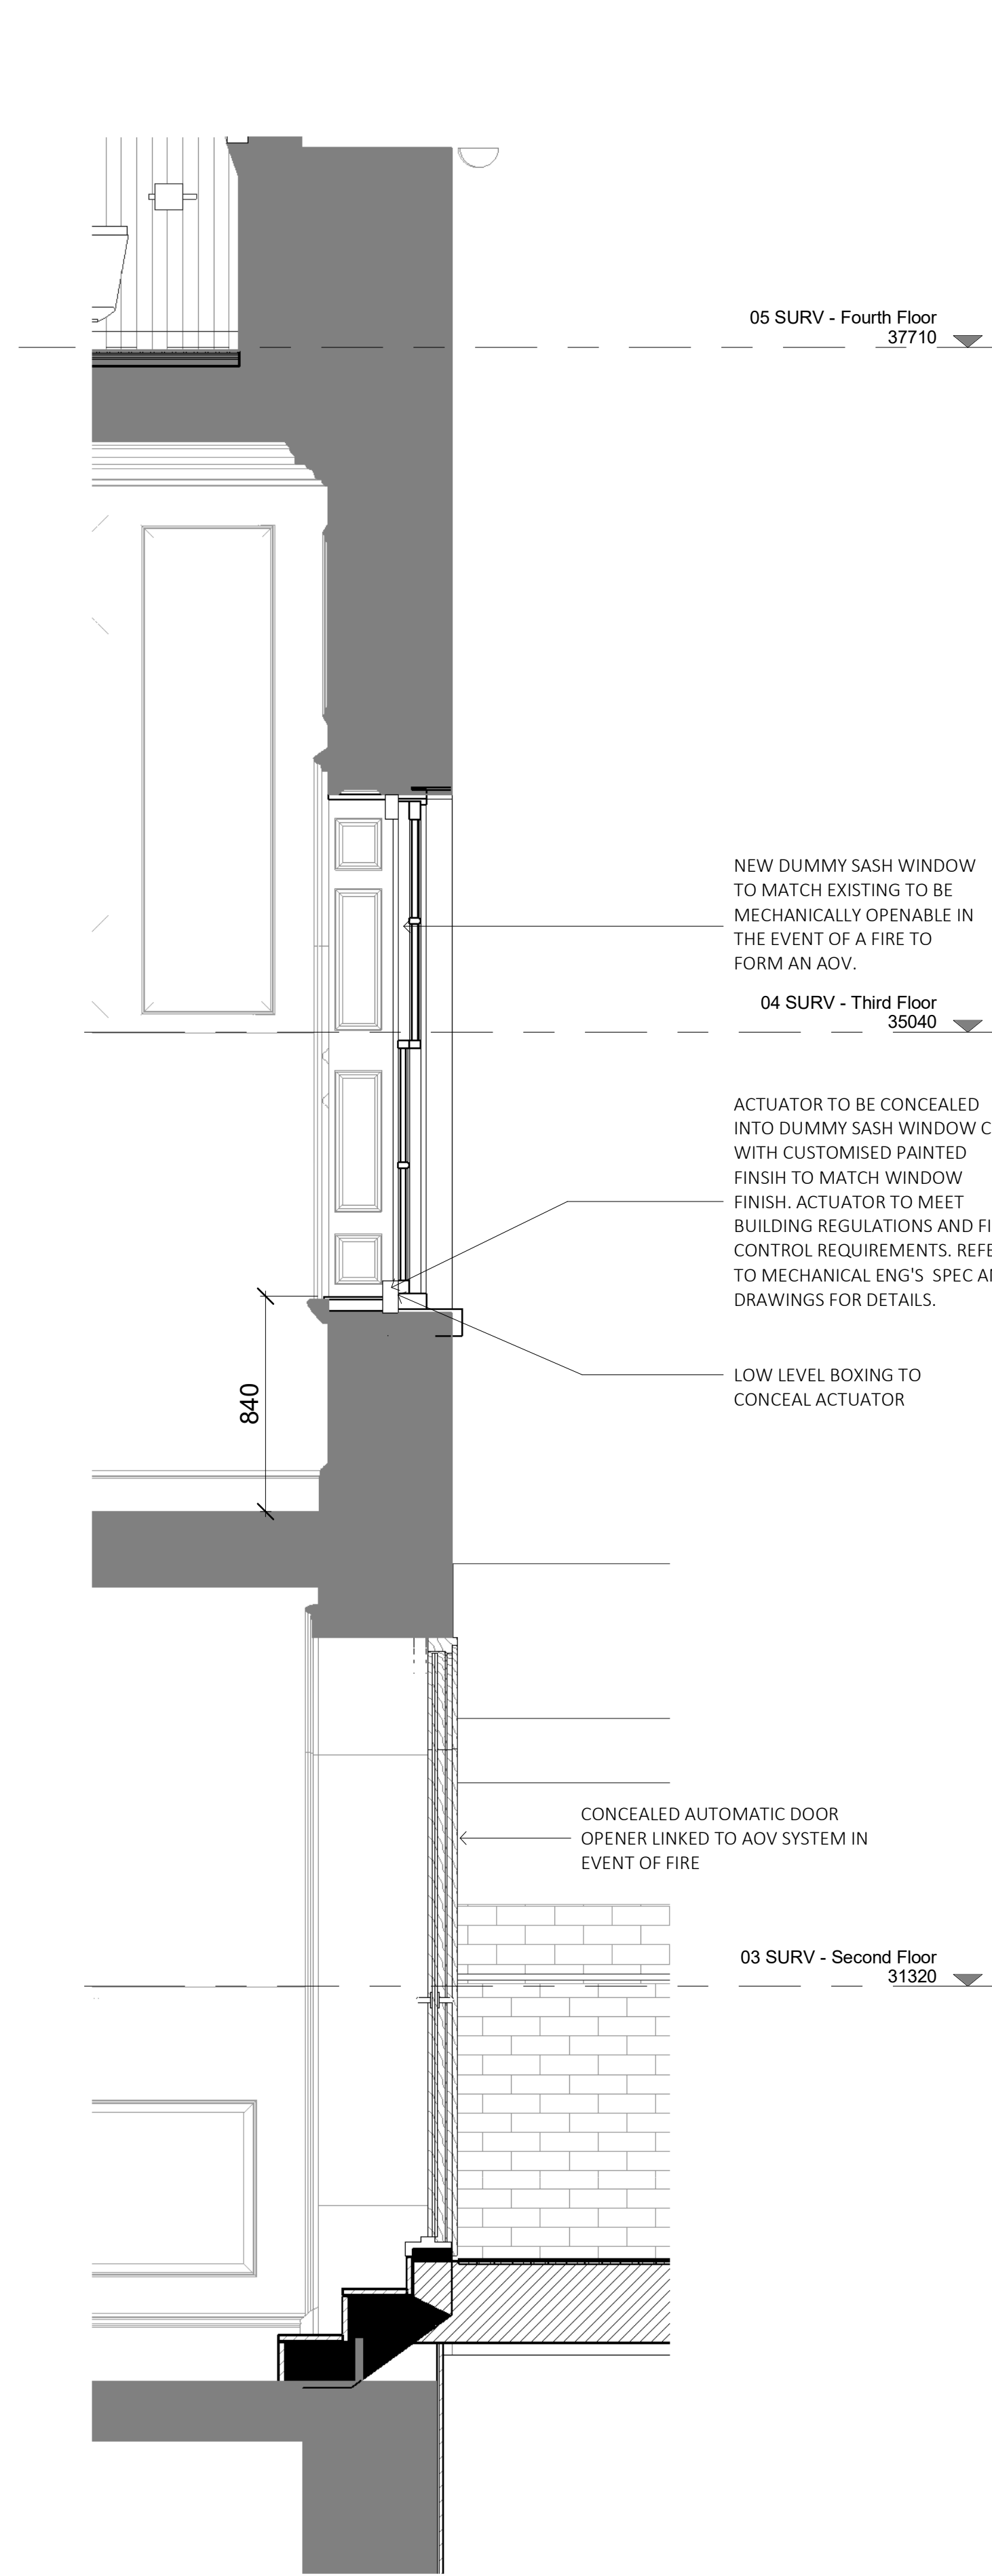 05 SURV - Fourth Floor
37710
NEW DUMMY SASH WINDOW
TO MATCH EXISTING TO BE
MECHANICALLY OPENABLE IN
THE EVENT OF A FIRE TO
FORM AN AOV.
04 SURV - Third Floor
35040
ACTUATOR TO BE CONCEALED
INTO DUMMY SASH WINDOW
WITH CUSTOMISED PAINTED
FINSIH TO MATCH WINDOW
FINISH. ACTUATOR TO MEET
BUILDING REGULATIONS AND
CONTROL REQUIREMENTS.
TO MECHANICAL ENG'S SPEC
DRAWINGS FOR DETAILS.
840
LOW LEVEL BOXING TO
CONCEAL ACTUATOR
CONCEALED AUTOMATIC DOOR
OPENER LINKED TO AOV SYSTEM IN
EVENT OF FIRE
03 SURV - Second Floor
31320